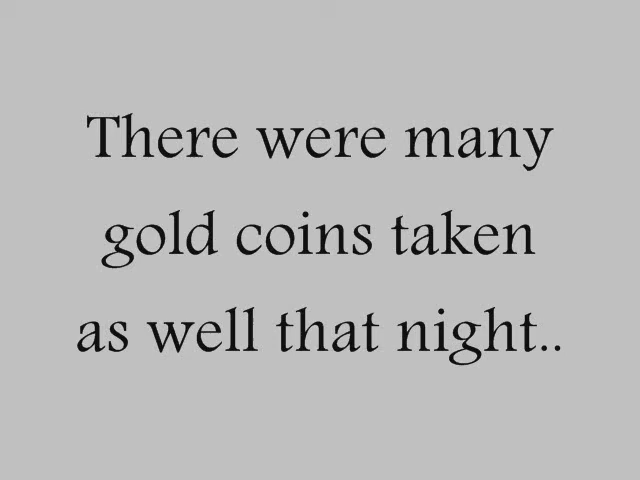 There were many
gold coins taken
as well that night..